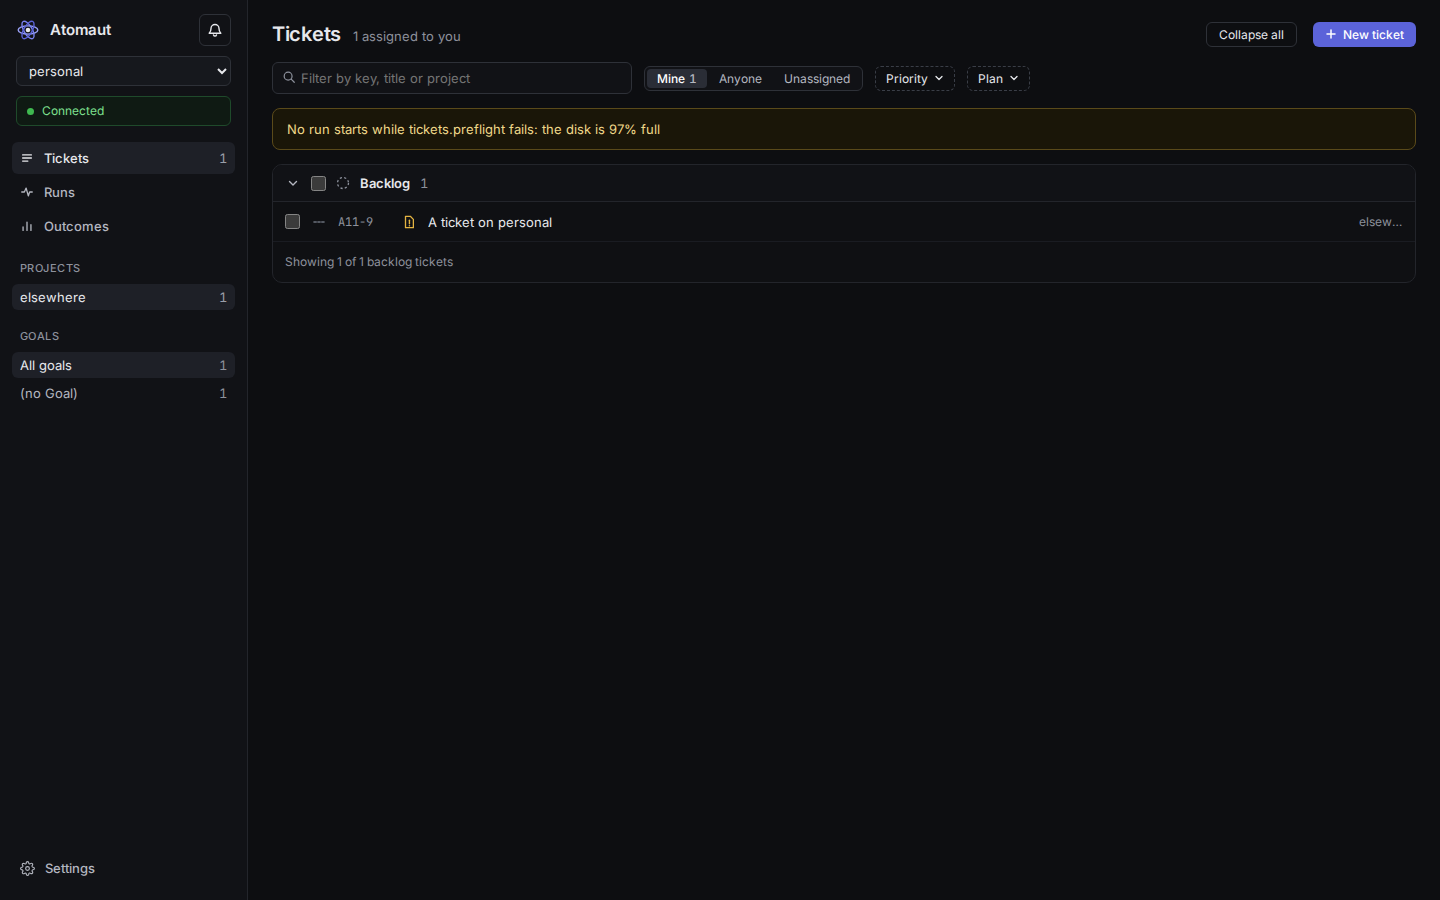 Atomaut
personal
Connected
Tickets 1
Runs
Outcomes
PROJECTS
elsewhere 1
GOALS
All goals 1
(no Goal) 1
Settings
Tickets 1 assigned to you
Collapse all
New ticket
Filter by key, title or project
Mine 1 Anyone Unassigned
Priority
Plan
No run starts while tickets.preflight fails: the disk is 97% full
Backlog 1
A11-9 A ticket on personal elsew…
Showing 1 of 1 backlog tickets